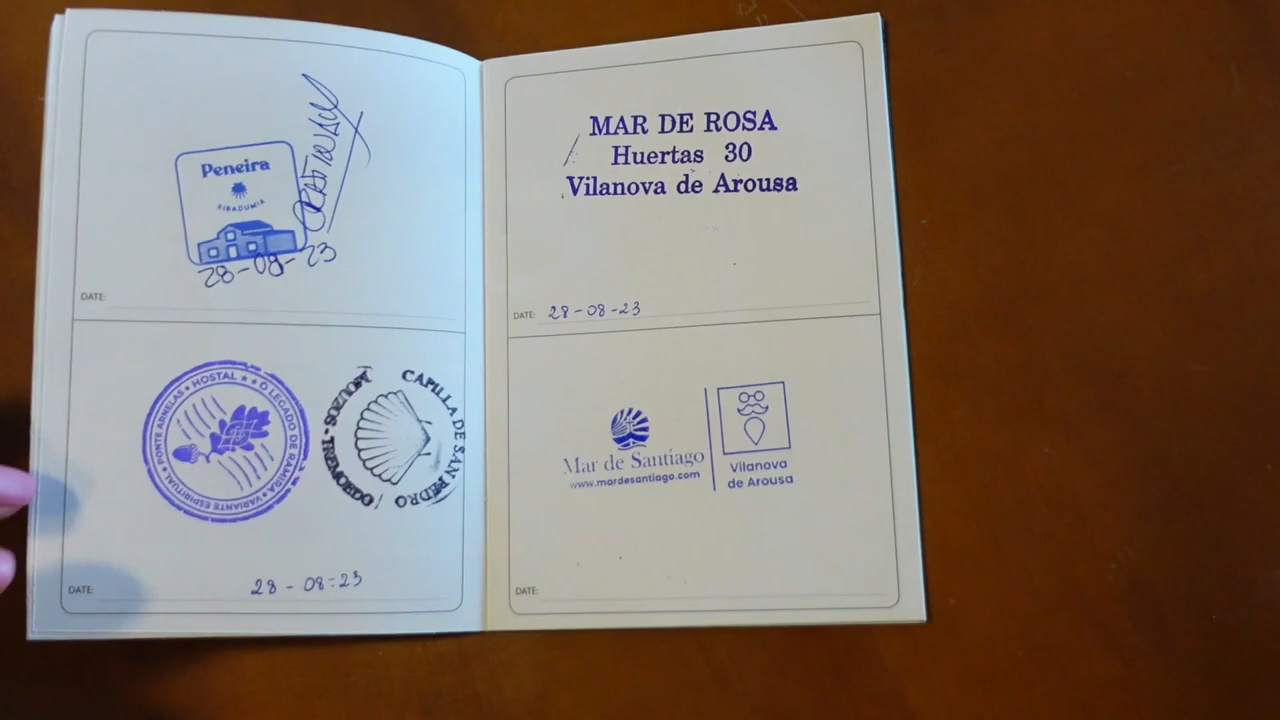 Peneira
RIBADUMIA
28-08-23
DATE:
HOSTAL ★ ★ O LEGADO DE RAMIRA • VARIANTE ESPIRITUAL • PONTE ARNELAS •
CAPILLA DE SAN PEDRO
28-08-23
DATE:
MAR DE ROSA
Huertas 30
Vilanova de Arousa
DATE: 28-08-23
Mar de Santiago
www.mardesantiago.com
Vilanova
de Arousa
DATE: